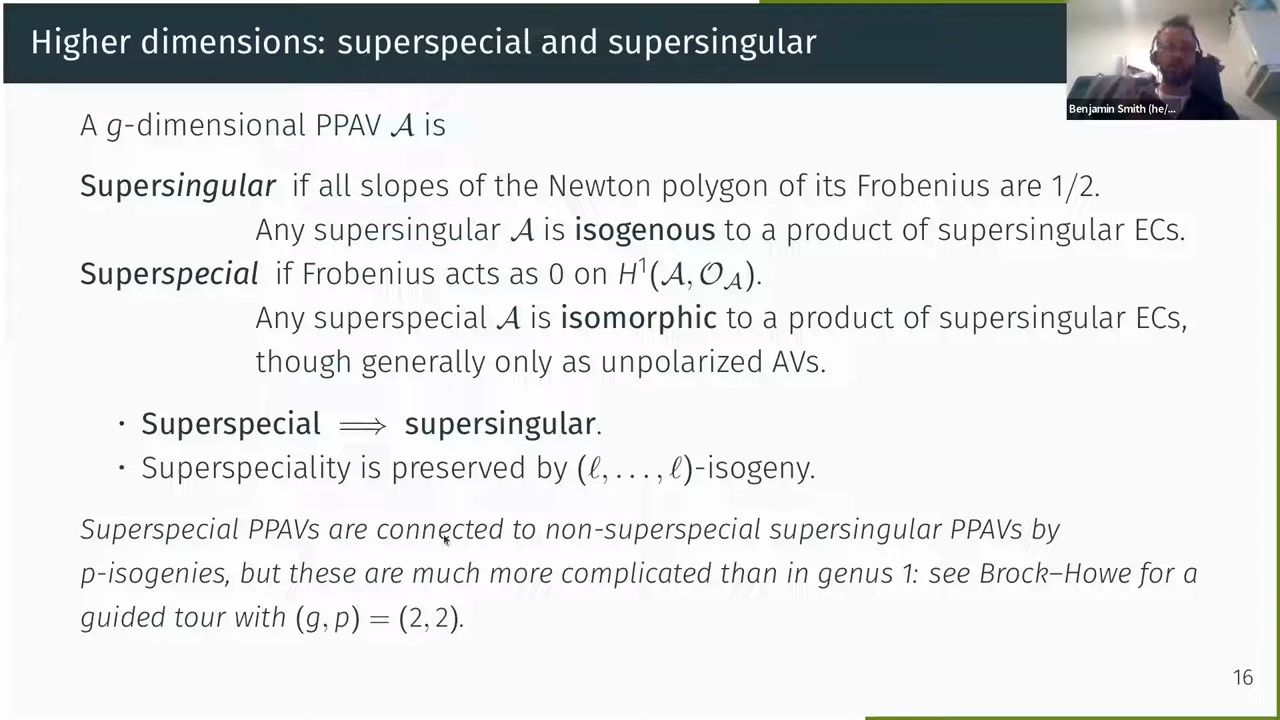 Higher dimensions: superspecial and supersingular
Benjamin Smith (he/...
A g-dimensional PPAV 𝒜 is
Supersingular if all slopes of the Newton polygon of its Frobenius are 1/2.
Any supersingular 𝒜 is isogenous to a product of supersingular ECs.
Superspecial if Frobenius acts as 0 on H¹(𝒜, 𝒪_𝒜).
Any superspecial 𝒜 is isomorphic to a product of supersingular ECs,
though generally only as unpolarized AVs.
· Superspecial ⟹ supersingular.
· Superspeciality is preserved by (ℓ, . . . , ℓ)-isogeny.
Superspecial PPAVs are connected to non-superspecial supersingular PPAVs by
p-isogenies, but these are much more complicated than in genus 1: see Brock–Howe for a
guided tour with (g, p) = (2, 2).
16